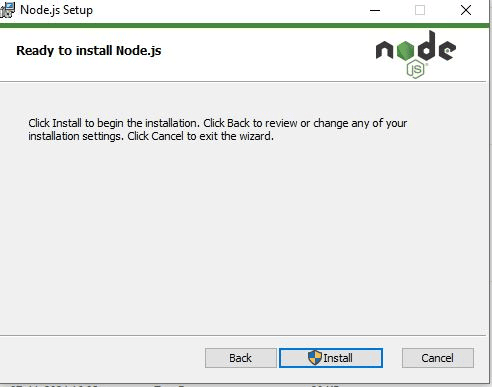 Node.js Setup
Ready to install Node.js
node
JS
Click Install to begin the installation. Click Back to review or change any of your
installation settings. Click Cancel to exit the wizard.
Back
Install
Cancel